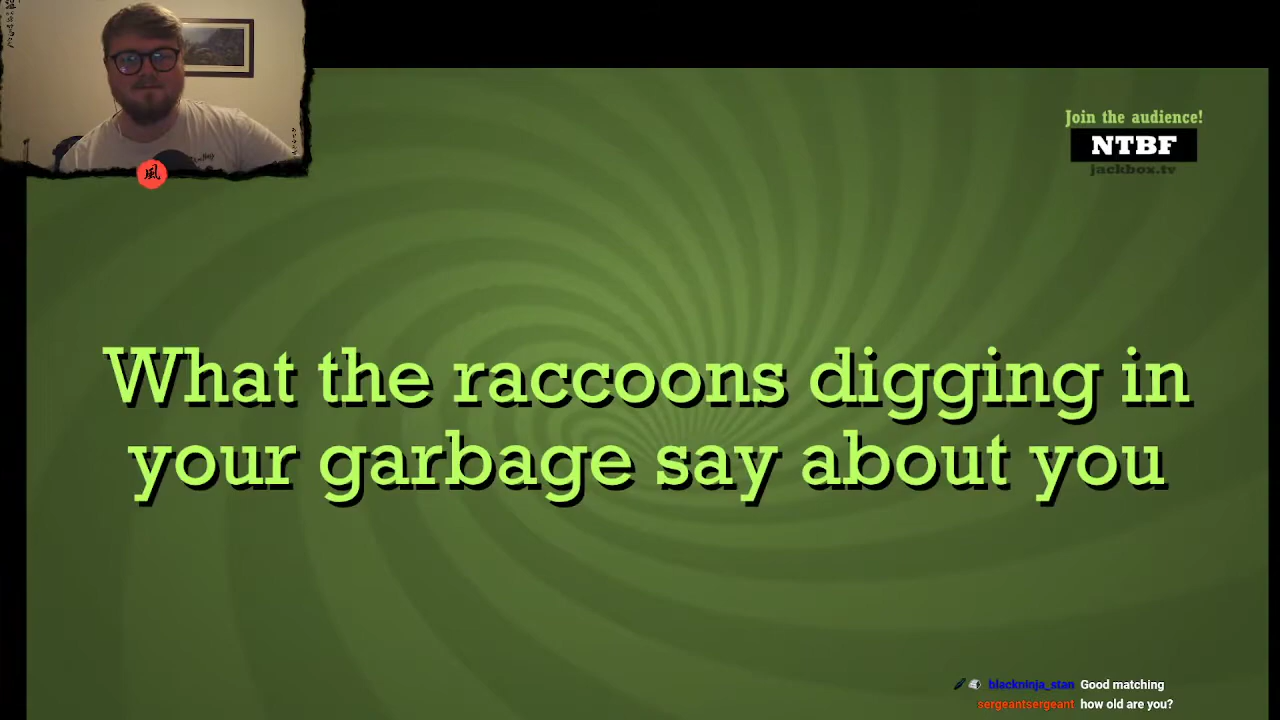 Join the audience!
NTBF
jackbox.tv
風
What the raccoons digging in
your garbage say about you
blackninja_stan Good matching
sergeantsergeant how old are you?